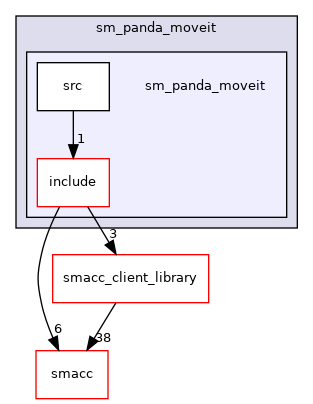 sm_panda_moveit
src
sm_panda_moveit
1
include
3
smacc_client_library
6
38
smacc